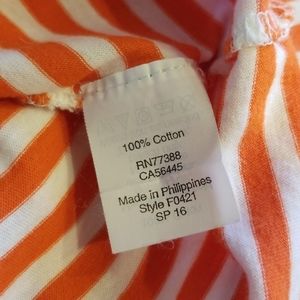 100% Cotton
RN77388
CA56445
Made in Philippines
Style F0421
SP 16